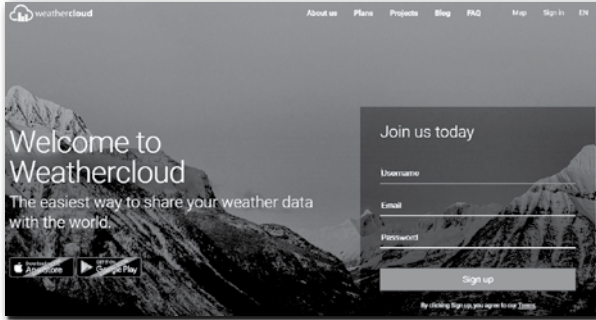 weathercloud
About us Plans Projects Blog FAQ Map Sign in EN
Welcome to
Weathercloud
The easiest way to share your weather data
with the world.
App Store
Google Play
Join us today
Username
Email
Password
Sign up
By clicking Sign up, you agree to our Terms.